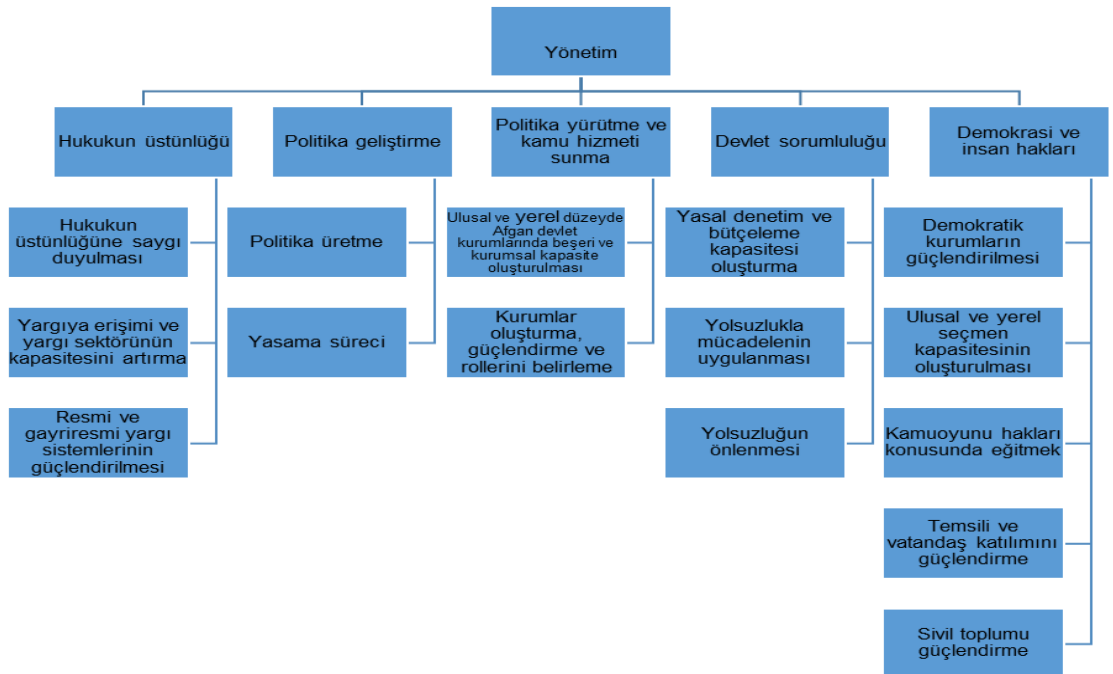 Yönetim
Hukukun üstünlüğü
Politika geliştirme
Politika yürütme ve
kamu hizmeti
sunma
Devlet sorumluluğu
Demokrasi ve
insan hakları
Hukukun
üstünlüğüne saygı
duyulması
Yargıya erişimi ve
yargı sektörünün
kapasitesini artırma
Resmi ve
gayriresmi yargı
sistemlerinin
güçlendirilmesi
Politika üretme
Yasama süreci
Ulusal ve yerel düzeyde
Afgan devlet
kurumlarında beşeri ve
kurumsal kapasite
oluşturulması
Kurumlar
oluşturma,
güçlendirme ve
rollerini belirleme
Yasal denetim ve
bütçeleme
kapasitesi
oluşturma
Yolsuzlukla
mücadelenin
uygulanması
Yolsuzluğun
önlenmesi
Demokratik
kurumların
güçlendirilmesi
Ulusal ve yerel
seçmen
kapasitesinin
oluşturulması
Kamuoyunu hakları
konusunda eğitmek
Temsili ve
vatandaş katılımını
güçlendirme
Sivil toplumu
güçlendirme